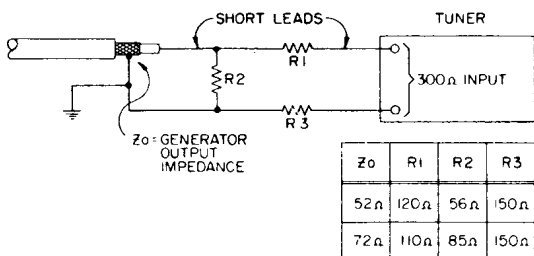 SHORT LEADS
TUNER
R1
R2
300Ω INPUT
R3
Zo = GENERATOR
OUTPUT
IMPEDANCE
Zo R1 R2 R3
52Ω 120Ω 56Ω 150Ω
72Ω 110Ω 85Ω 150Ω